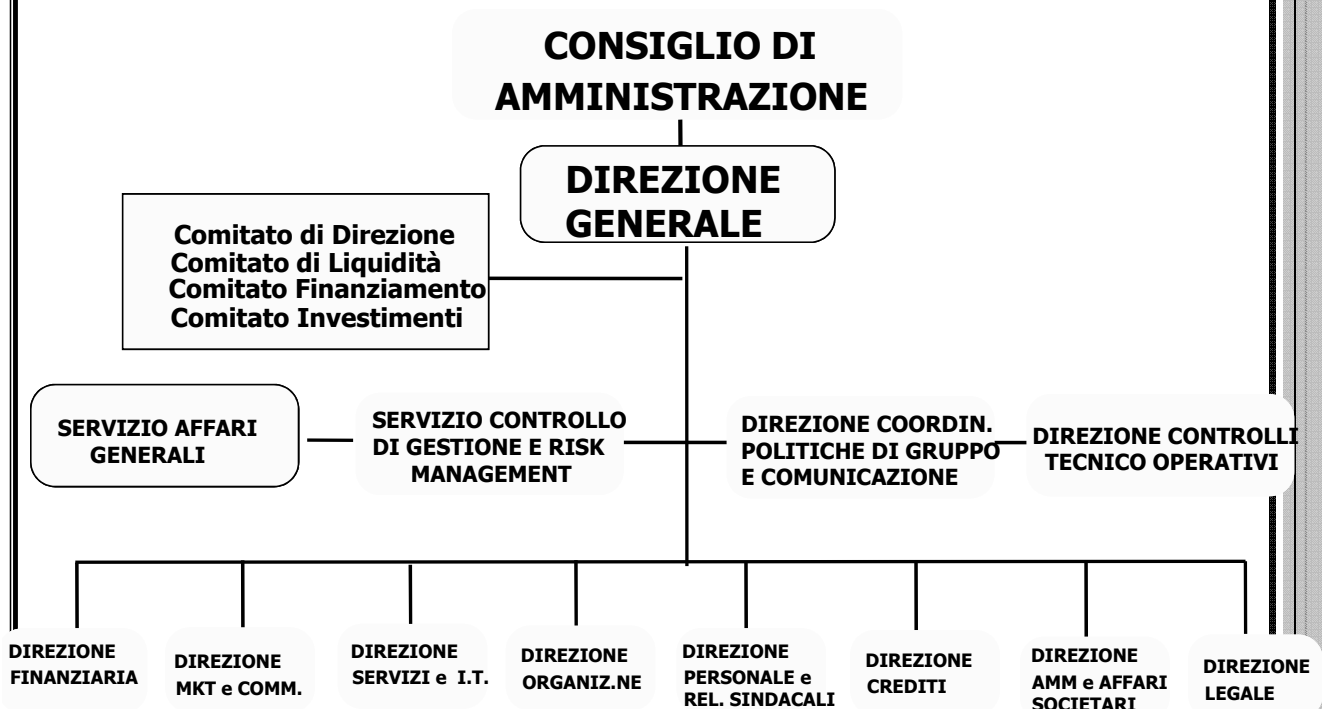 CONSIGLIO DI
AMMINISTRAZIONE
DIREZIONE
GENERALE
Comitato di Direzione
Comitato di Liquidità
Comitato Finanziamento
Comitato Investimenti
SERVIZIO AFFARI
GENERALI
SERVIZIO CONTROLLO
DI GESTIONE E RISK
MANAGEMENT
DIREZIONE COORDIN.
POLITICHE DI GRUPPO
E COMUNICAZIONE
DIREZIONE CONTROLLI
TECNICO OPERATIVI
DIREZIONE
FINANZIARIA
DIREZIONE
MKT e COMM.
DIREZIONE
SERVIZI e I.T.
DIREZIONE
ORGANIZ.NE
DIREZIONE
PERSONALE e
REL. SINDACALI
DIREZIONE
CREDITI
DIREZIONE
AMM e AFFARI
SOCIETARI
DIREZIONE
LEGALE